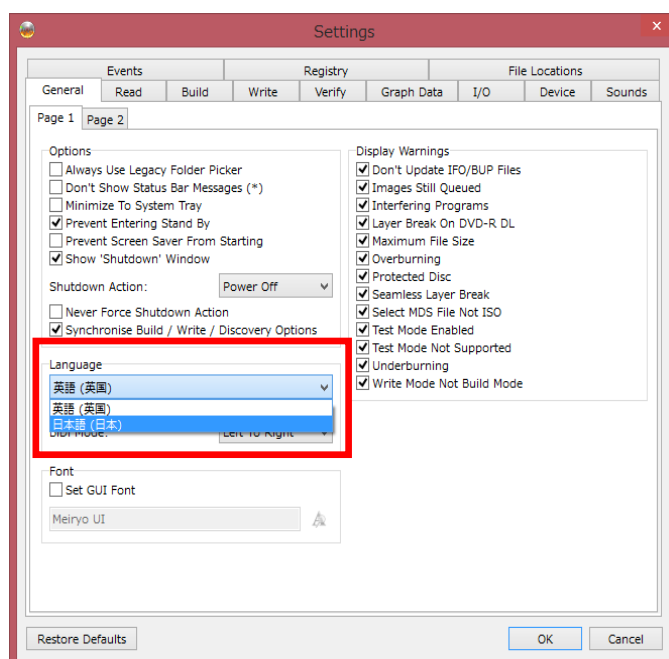 Settings
Events Registry File Locations
General Read Build Write Verify Graph Data I/O Device Sounds
Page 1 Page 2
Options
Always Use Legacy Folder Picker
Don't Show Status Bar Messages (*)
Minimize To System Tray
Prevent Entering Stand By
Prevent Screen Saver From Starting
Show 'Shutdown' Window
Shutdown Action: Power Off
Never Force Shutdown Action
Synchronise Build / Write / Discovery Options
Language
英語 (英国)
英語 (英国)
日本語 (日本)
BiDi Mode: Left To Right
Font
Set GUI Font
Meiryo UI
Display Warnings
Don't Update IFO/BUP Files
Images Still Queued
Interfering Programs
Layer Break On DVD-R DL
Maximum File Size
Overburning
Protected Disc
Seamless Layer Break
Select MDS File Not ISO
Test Mode Enabled
Test Mode Not Supported
Underburning
Write Mode Not Build Mode
Restore Defaults OK Cancel